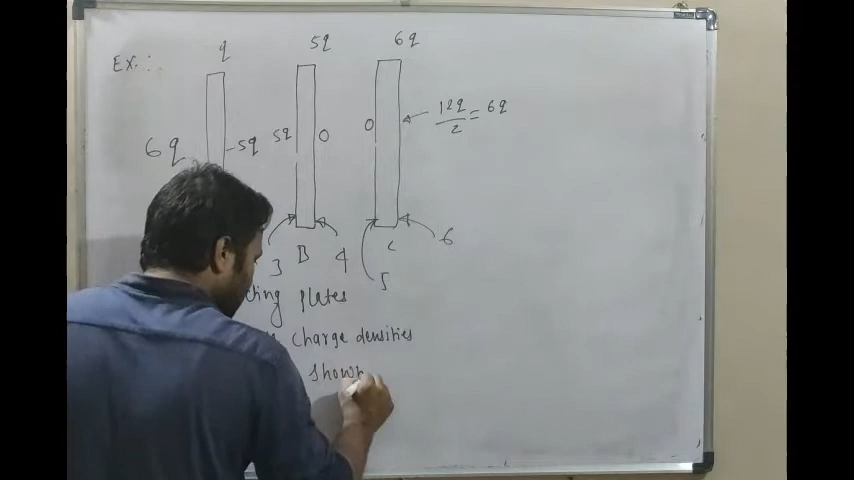 Ex. :
q 5q 6q
6q -5q 5q 0 0 12q/2 = 6q
3 B 4 C 6
5
cting plates
charge densities
shown